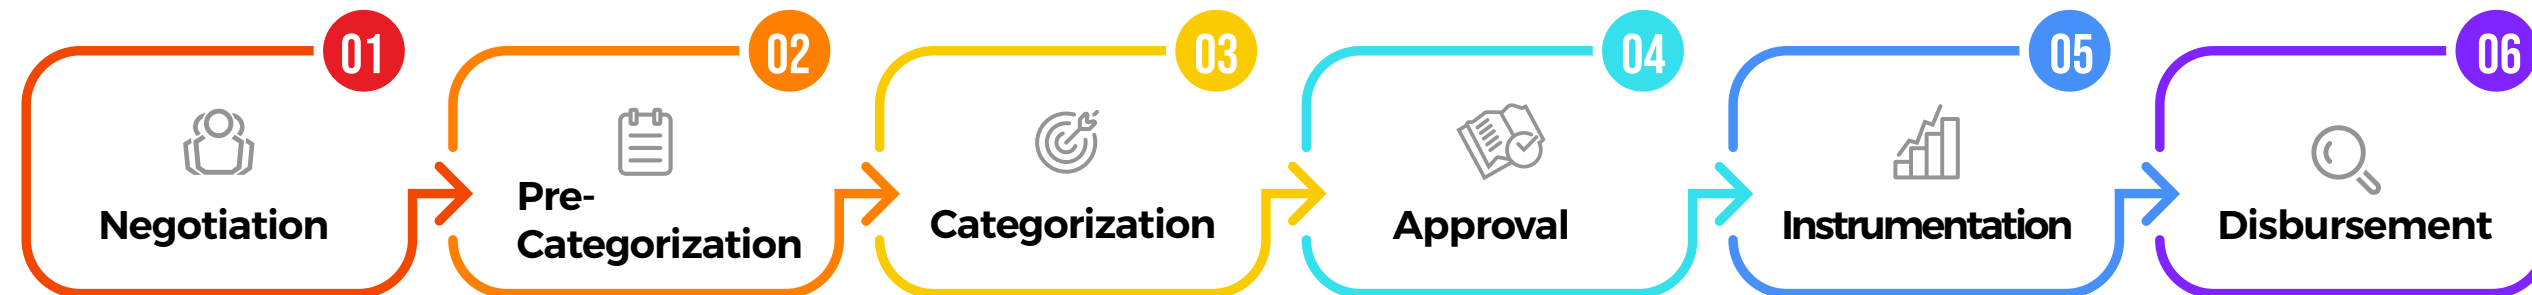 01
Negotiation
02
Pre-
Categorization
03
Categorization
04
Approval
05
Instrumentation
06
Disbursement